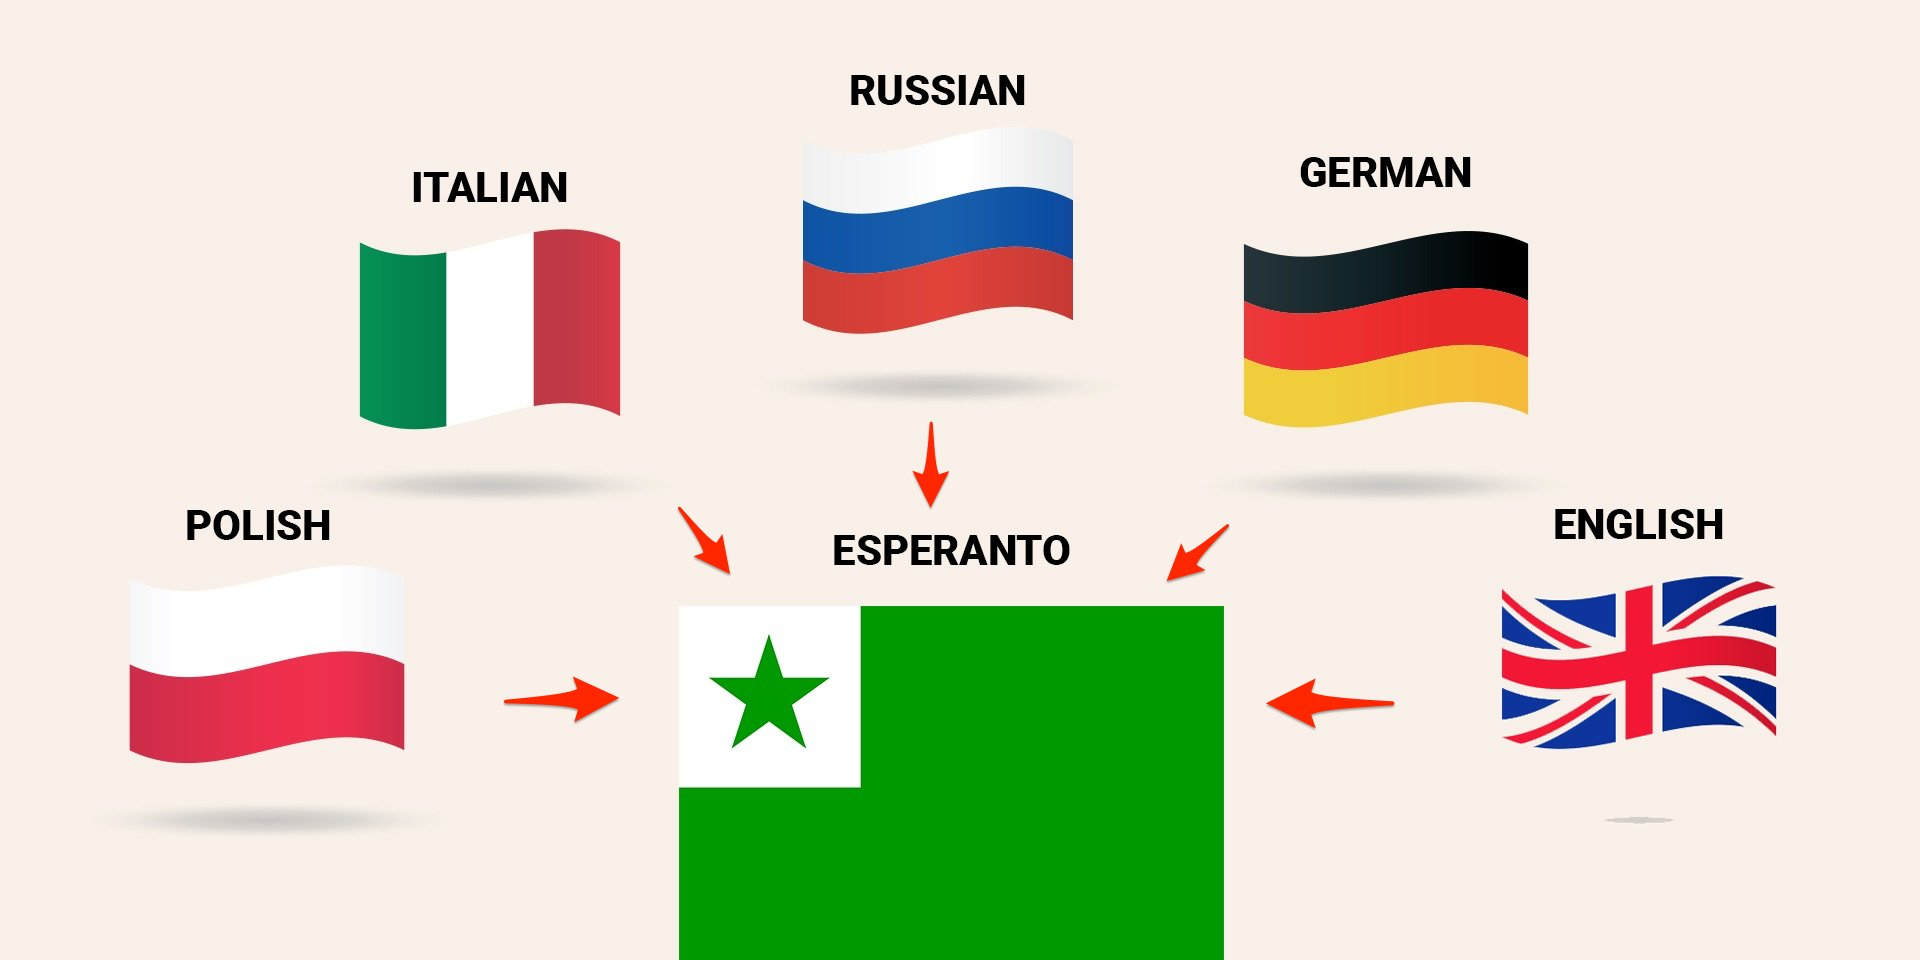 RUSSIAN
GERMAN
ITALIAN
POLISH
ENGLISH
ESPERANTO